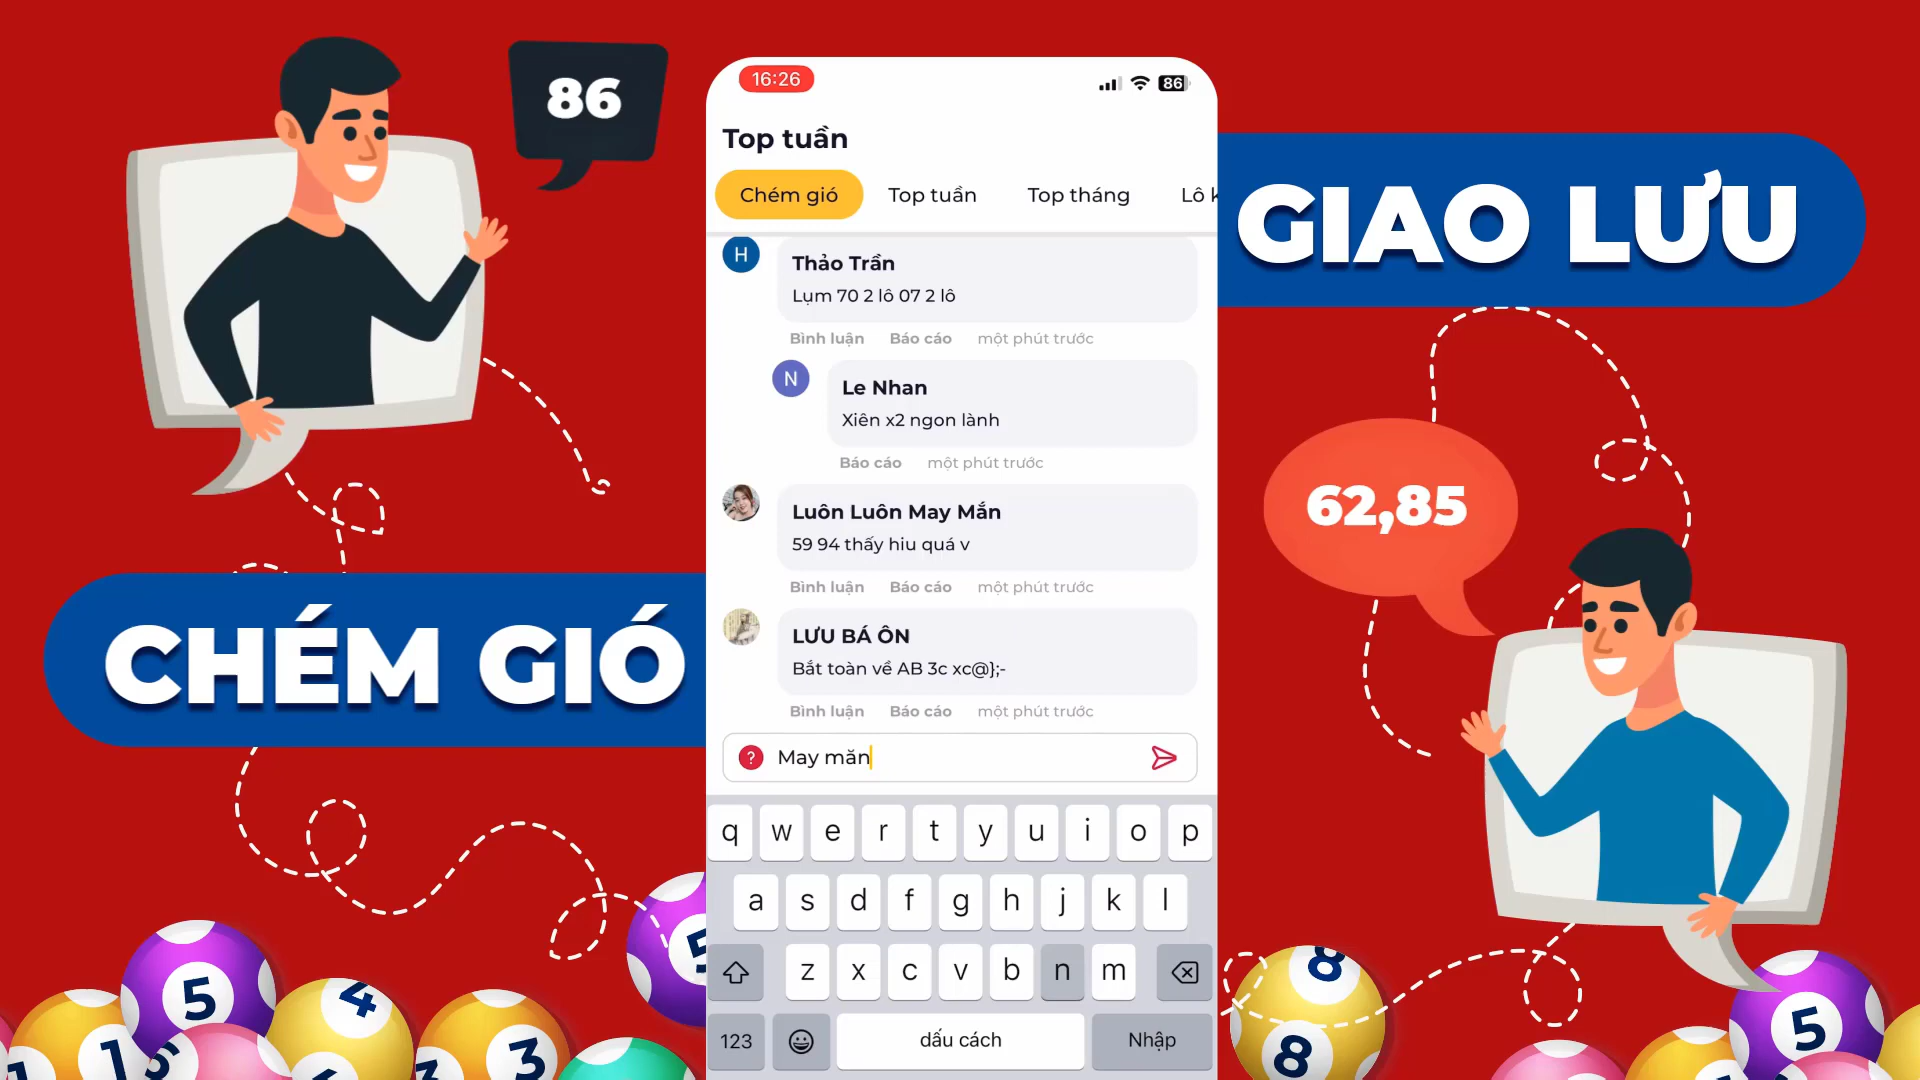 86
CHÉM GIÓ
GIAO LƯU
62,85
16:26
86
Top tuần
Chém gió
Top tuần
Top tháng
Lô
H
Thảo Trần
Lụm 70 2 lô 07 2 lô
Bình luận Báo cáo một phút trước
N
Le Nhan
Xiên x2 ngon lành
Báo cáo một phút trước
Luôn Luôn May Mắn
59 94 thấy hiu quá v
Bình luận Báo cáo một phút trước
LƯU BÁ ÔN
Bắt toàn về AB 3c xc@};-
Bình luận Báo cáo một phút trước
? May măn
q w e r t y u i o p
a s d f g h j k l
z x c v b n m
123 dấu cách Nhập
5
4
1
5
3
5
8
8
5